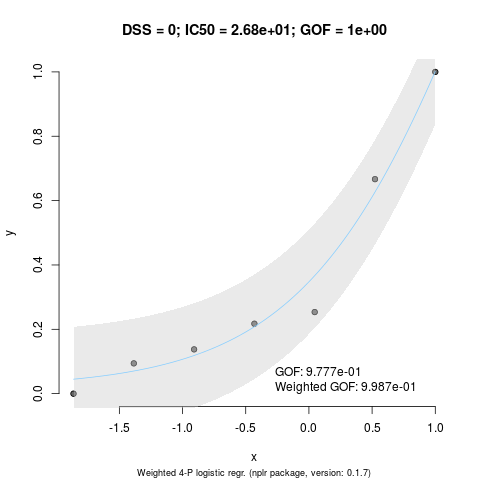 DSS = 0; IC50 = 2.68e+01; GOF = 1e+00
1.0
0.8
0.6
0.4
0.2
0.0
y
GOF: 9.777e-01
Weighted GOF: 9.987e-01
-1.5 -1.0 -0.5 0.0 0.5 1.0
x
Weighted 4-P logistic regr. (nplr package, version: 0.1.7)